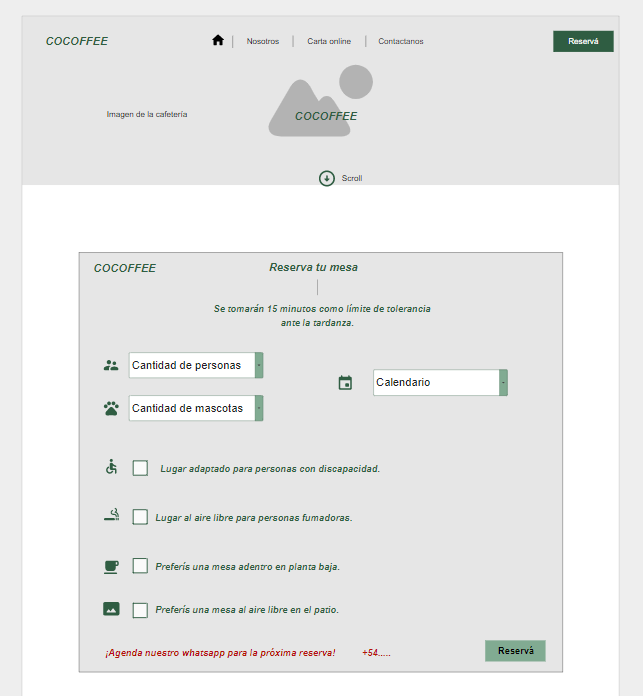 COCOFFEE
Nosotros
Carta online
Contactanos
Reservá
Imagen de la cafetería
COCOFFEE
Scroll
COCOFFEE
Reserva tu mesa
Se tomarán 15 minutos como límite de tolerancia
ante la tardanza.
Cantidad de personas
Calendario
Cantidad de mascotas
Lugar adaptado para personas con discapacidad.
Lugar al aire libre para personas fumadoras.
Preferís una mesa adentro en planta baja.
Preferís una mesa al aire libre en el patio.
¡Agenda nuestro whatsapp para la próxima reserva! +54.....
Reservá